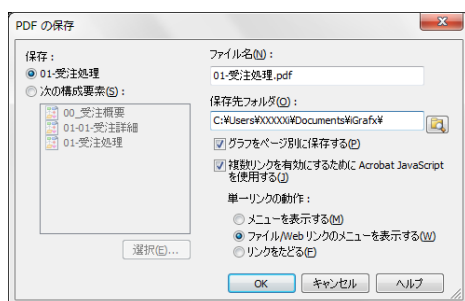 PDF の保存
保存：
01-受注処理
次の構成要素(S)：
00_受注概要
01-01-受注詳細
01-受注処理
選択(E)...
ファイル名(N)：
01-受注処理.pdf
保存先フォルダ(O)：
C:¥Users¥XXXXX¥Documents¥iGrafx¥
グラフをページ別に保存する(P)
複数リンクを有効にするために Acrobat JavaScript
を使用する(J)
単一リンクの動作：
メニューを表示する(M)
ファイル/Web リンクのメニューを表示する(W)
リンクをたどる(F)
OK
キャンセル
ヘルプ